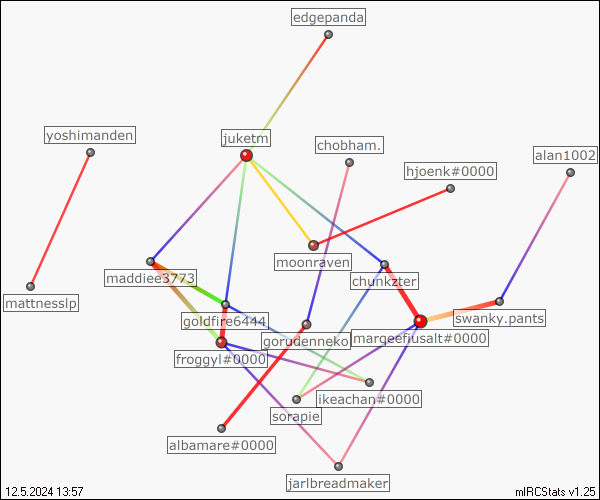 edgepanda
yoshimanden
juketm
chobham.
alan1002
hjoenk#0000
moonraven
maddiee3773
chunkzter
mattnesslp
goldfire6444
swanky.pants
gorudenneko
margeefiusalt#0000
froggyl#0000
ikeachan#0000
sorapie
albamare#0000
jarlbreadmaker
12.5.2024 13:57
mIRCStats v1.25